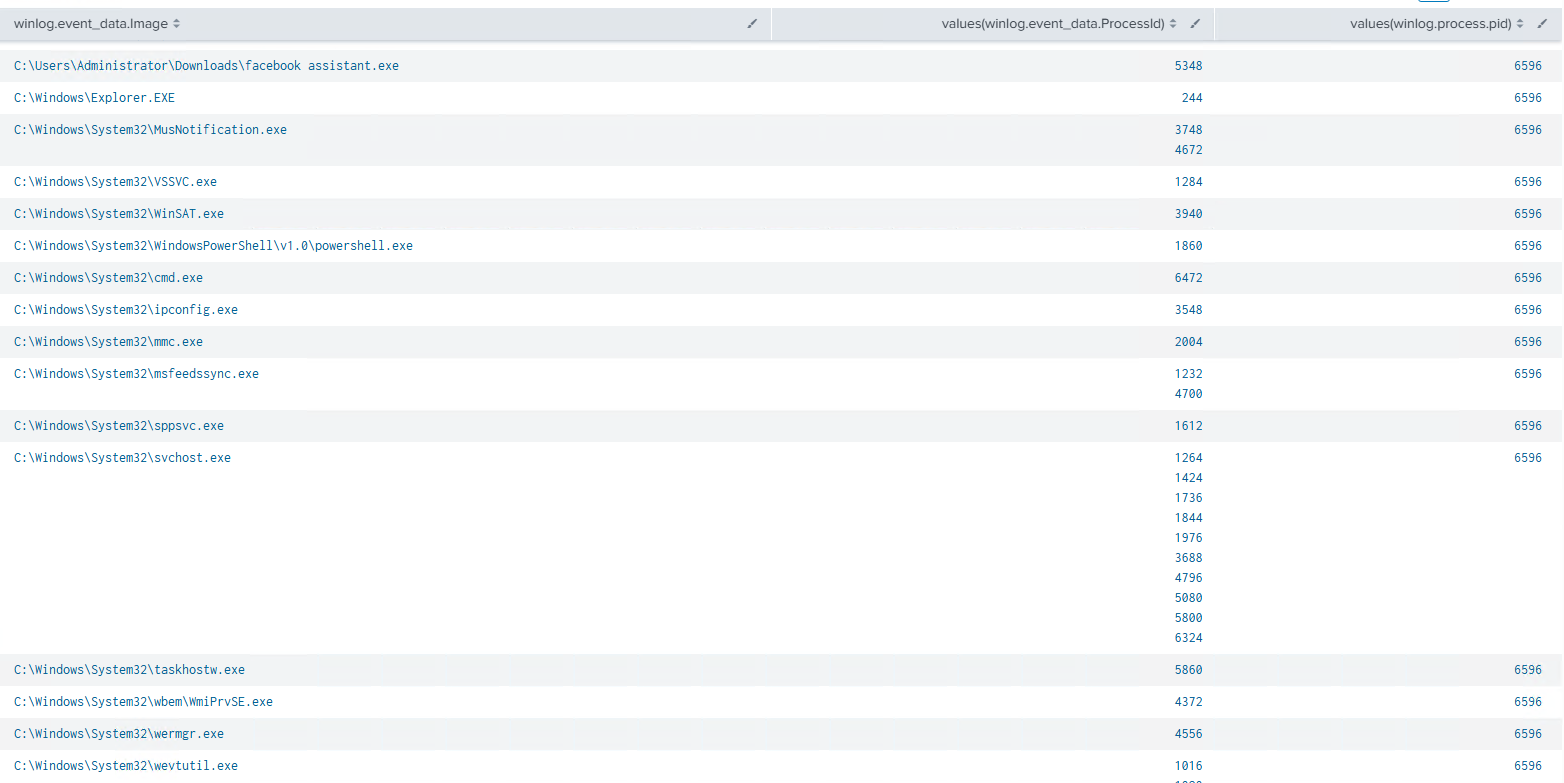 winlog.event_data.Image values(winlog.event_data.ProcessId) values(winlog.process.pid)
C:\Users\Administrator\Downloads\facebook assistant.exe 5348 6596
C:\Windows\Explorer.EXE 244 6596
C:\Windows\System32\MusNotification.exe 3748 6596
4672
C:\Windows\System32\VSSVC.exe 1284 6596
C:\Windows\System32\WinSAT.exe 3940 6596
C:\Windows\System32\WindowsPowerShell\v1.0\powershell.exe 1860 6596
C:\Windows\System32\cmd.exe 6472 6596
C:\Windows\System32\ipconfig.exe 3548 6596
C:\Windows\System32\mmc.exe 2004 6596
C:\Windows\System32\msfeedssync.exe 1232 6596
4700
C:\Windows\System32\sppsvc.exe 1612 6596
C:\Windows\System32\svchost.exe 1264 6596
1424
1736
1844
1976
3688
4796
5080
5800
6324
C:\Windows\System32\taskhostw.exe 5860 6596
C:\Windows\System32\wbem\WmiPrvSE.exe 4372 6596
C:\Windows\System32\wermgr.exe 4556 6596
C:\Windows\System32\wevtutil.exe 1016 6596